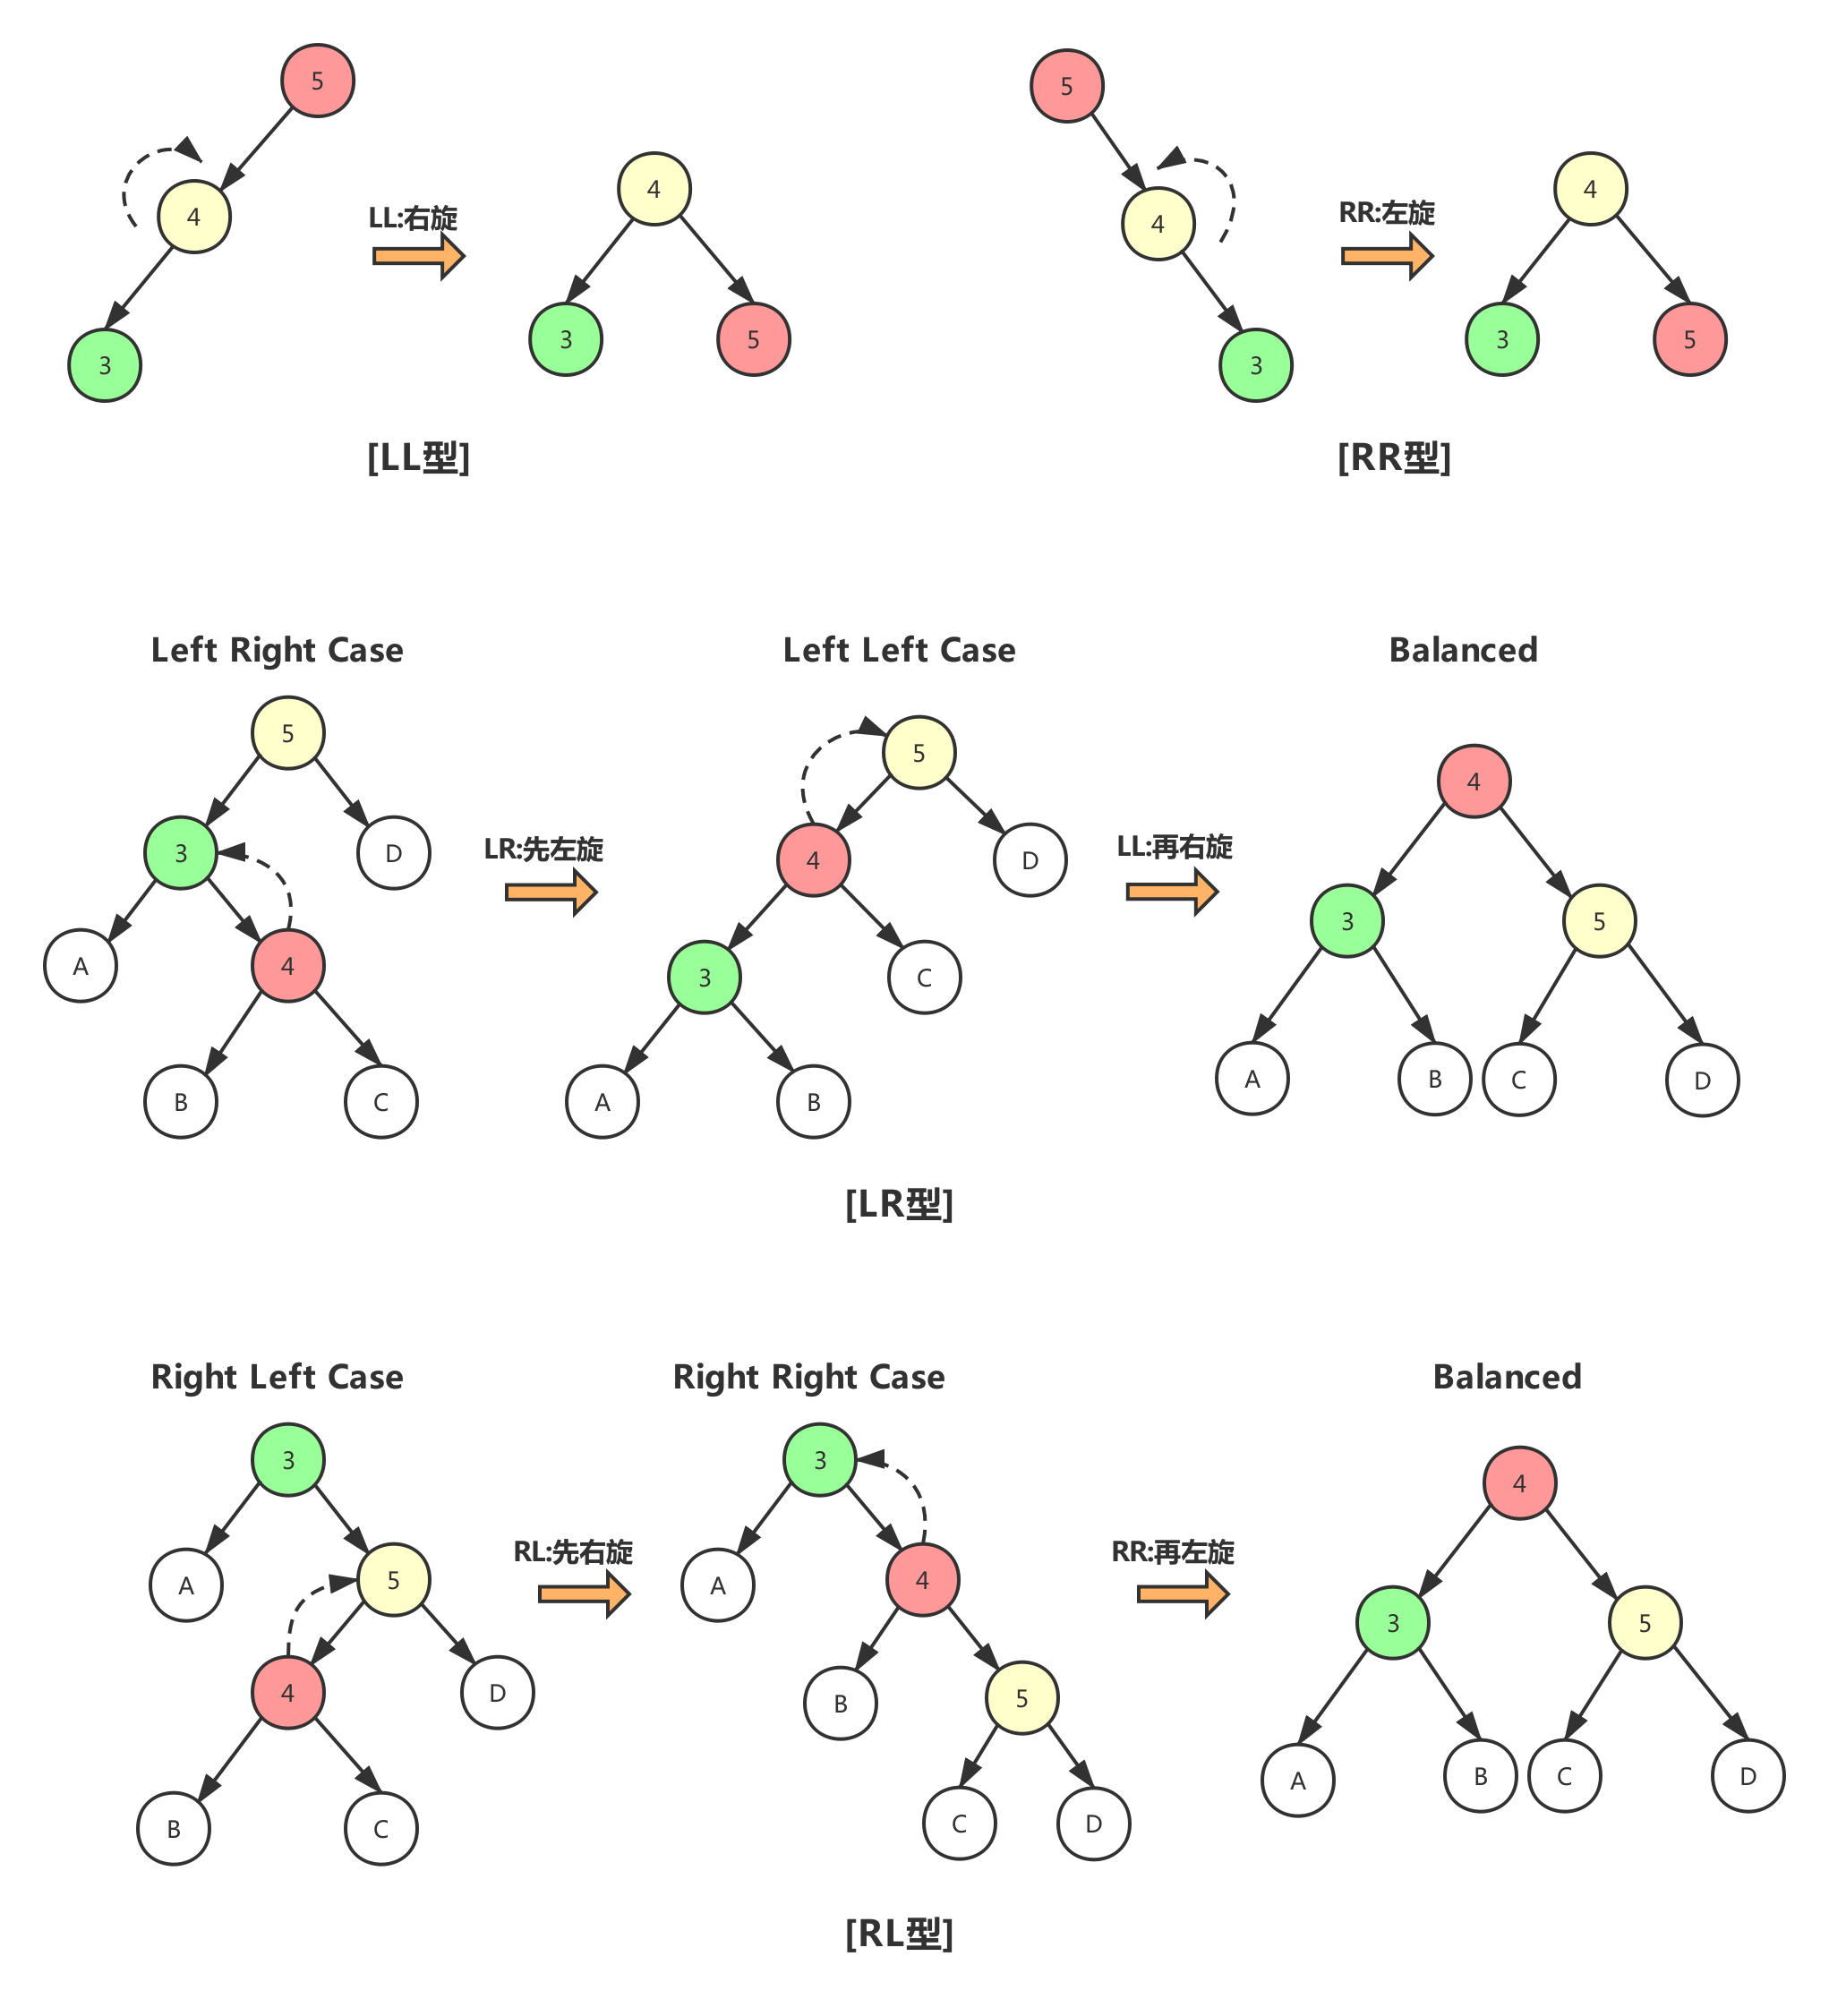 5
5
4
4
4
4
LL:右旋
RR:左旋
3
3
5
3
3
5
[LL型]
[RR型]
Left Right Case
Left Left Case
Balanced
5
5
4
3
D
LR:先左旋
4
D
LL:再右旋
3
5
A
4
3
C
B
C
A
B
A
B
C
D
[LR型]
Right Left Case
Right Right Case
Balanced
3
3
4
A
5
RL:先右旋
A
4
RR:再左旋
3
5
4
D
B
5
A
B
C
D
B
C
C
D
[RL型]